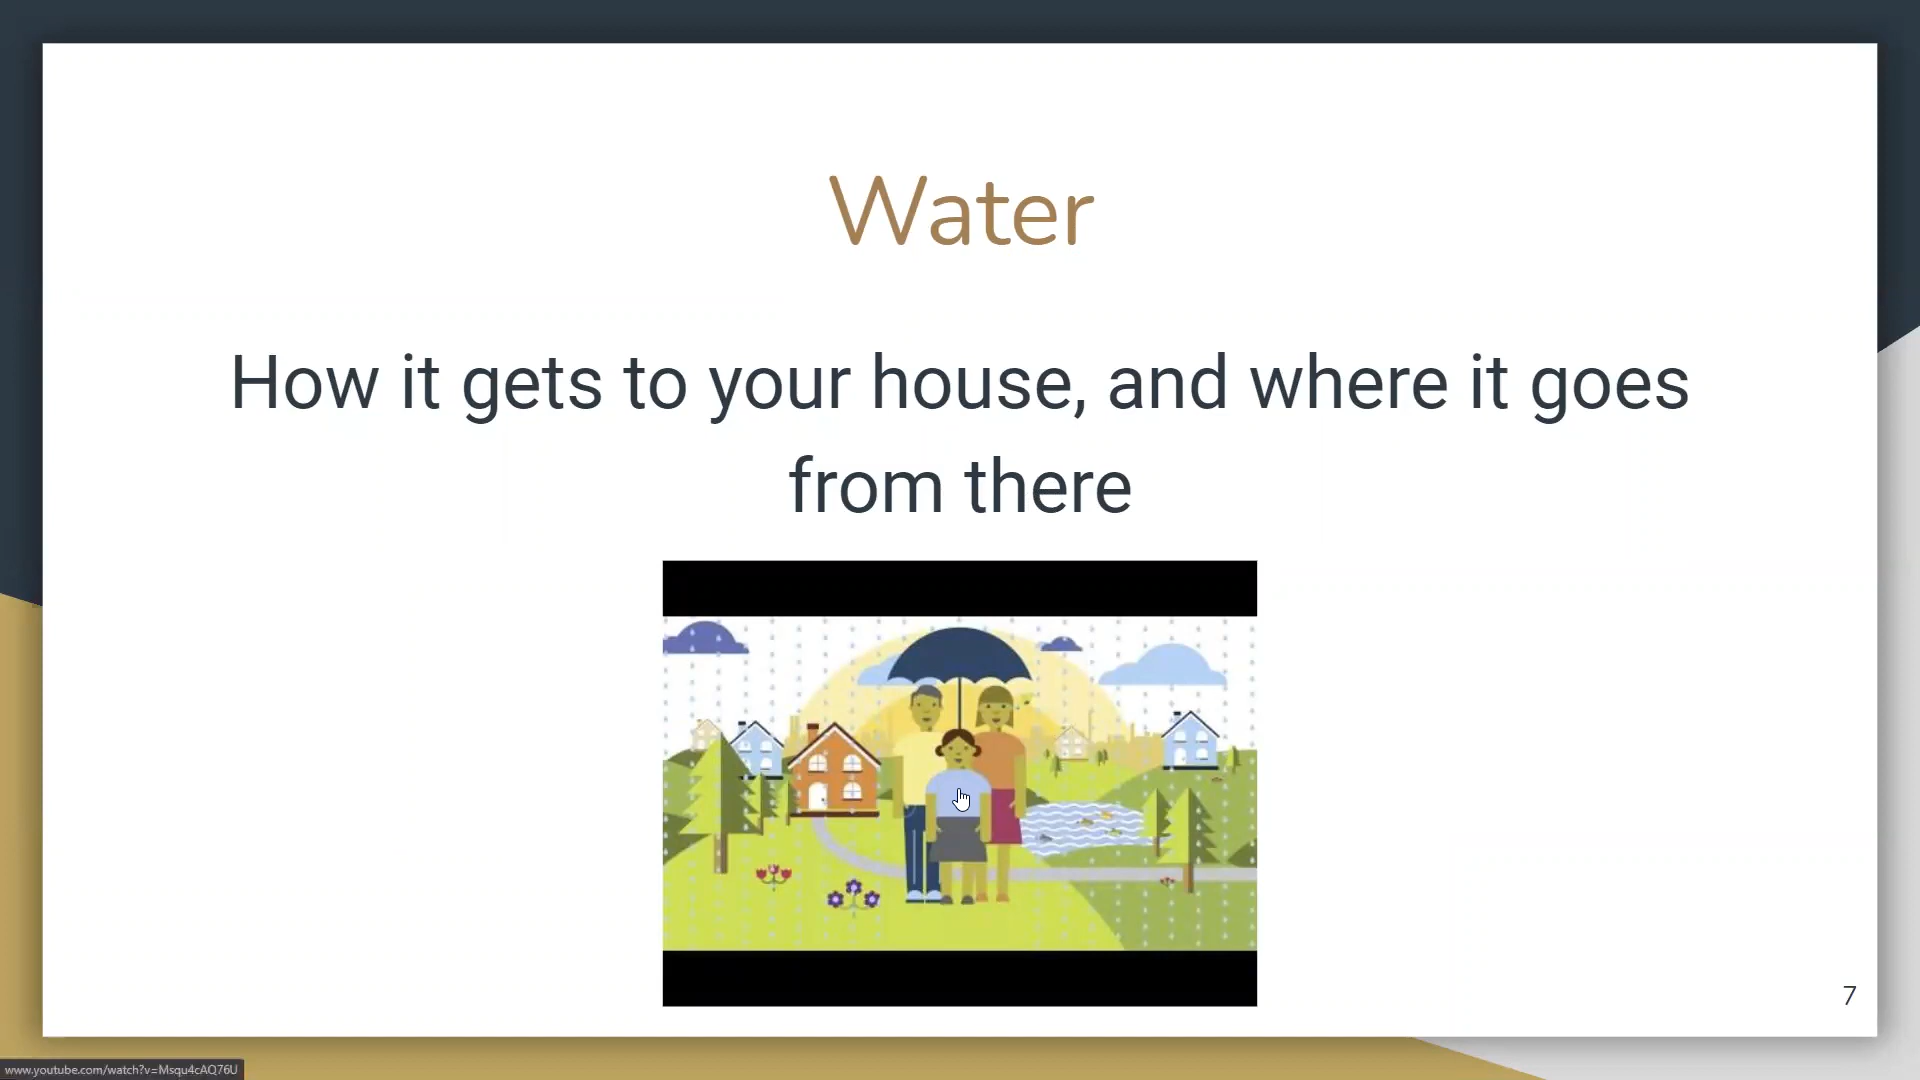 Water
How it gets to your house, and where it goes
from there
7
www.youtube.com/watch?v=Msqu4cAQ76U